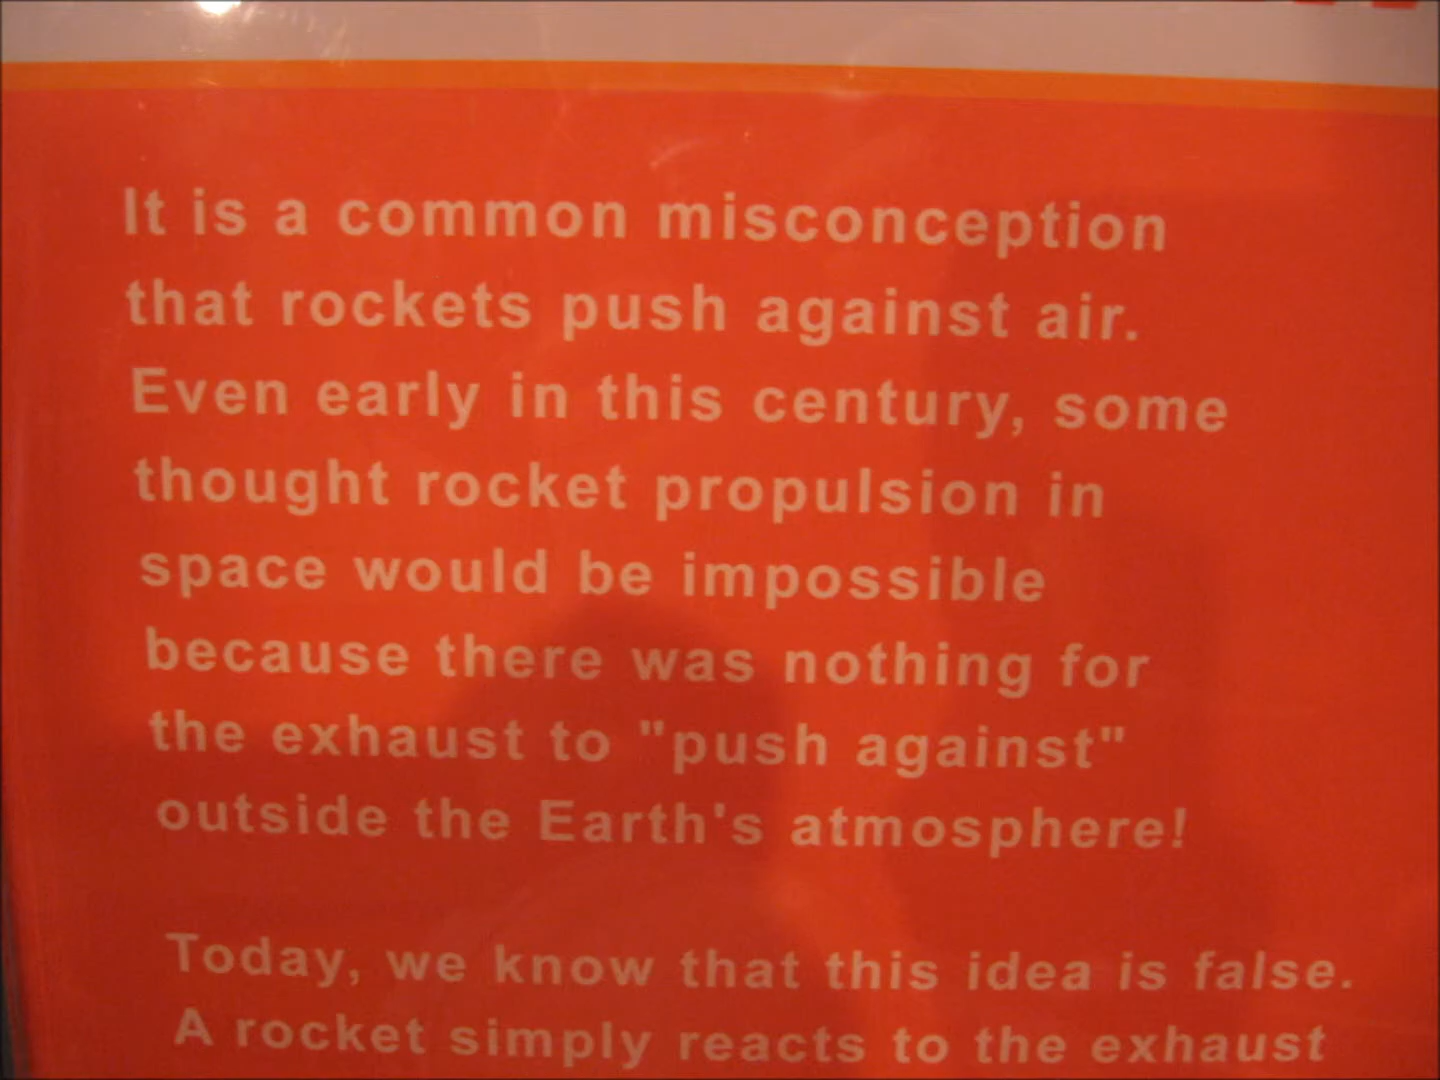 It is a common misconception
that rockets push against air.
Even early in this century, some
thought rocket propulsion in
space would be impossible
because there was nothing for
the exhaust to "push against"
outside the Earth's atmosphere!
Today, we know that this idea is false.
A rocket simply reacts to the exhaust